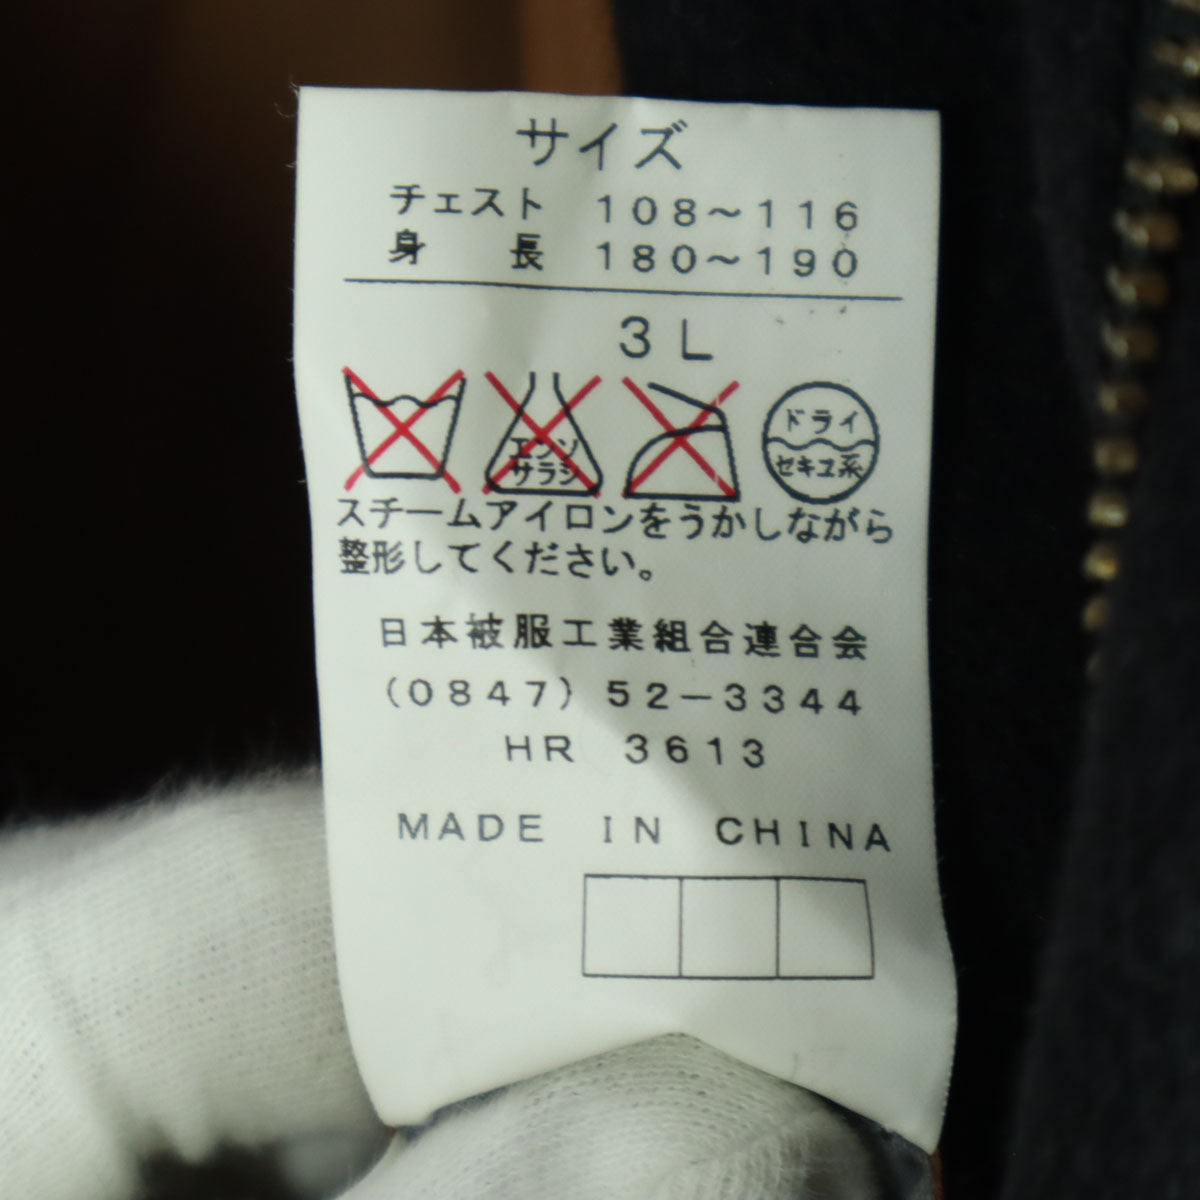 サイズ
チェスト 108～116
身長 180～190
3L
エンソ
サラシ
ドライ
セキユ系
スチームアイロンをうかしながら
整形してください。
日本被服工業組合連合会
(0847) 52－3344
HR 3613
MADE IN CHINA